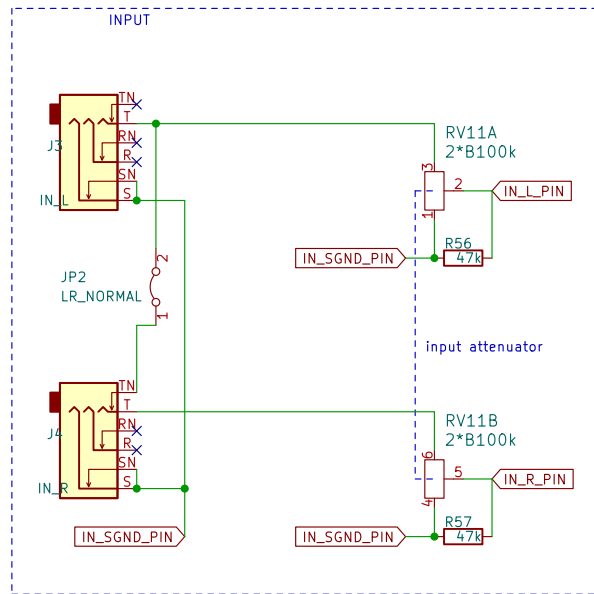 INPUT
TN
T
RN
R
SN
S
J3
IN_L
RV11A
2*B100k
3
2
1
IN_L_PIN
IN_SGND_PIN
R56
47k
JP2
LR_NORMAL
2
1
input attenuator
TN
T
RN
R
SN
S
J4
IN_R
RV11B
2*B100k
6
5
4
IN_R_PIN
IN_SGND_PIN
IN_SGND_PIN
R57
47k